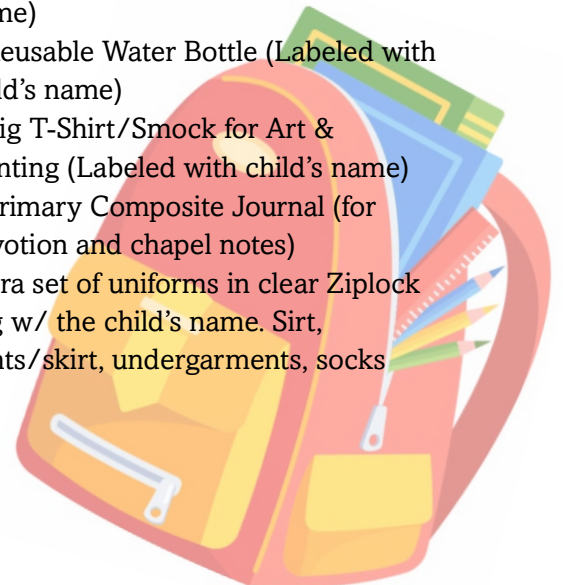 me)
eusable Water Bottle (Labeled with
ld's name)
ig T-Shirt/Smock for Art &
nting (Labeled with child's name)
rimary Composite Journal (for
votion and chapel notes)
ra set of uniforms in clear Ziplock
g w/ the child's name. Sirt,
nts/skirt, undergarments, socks